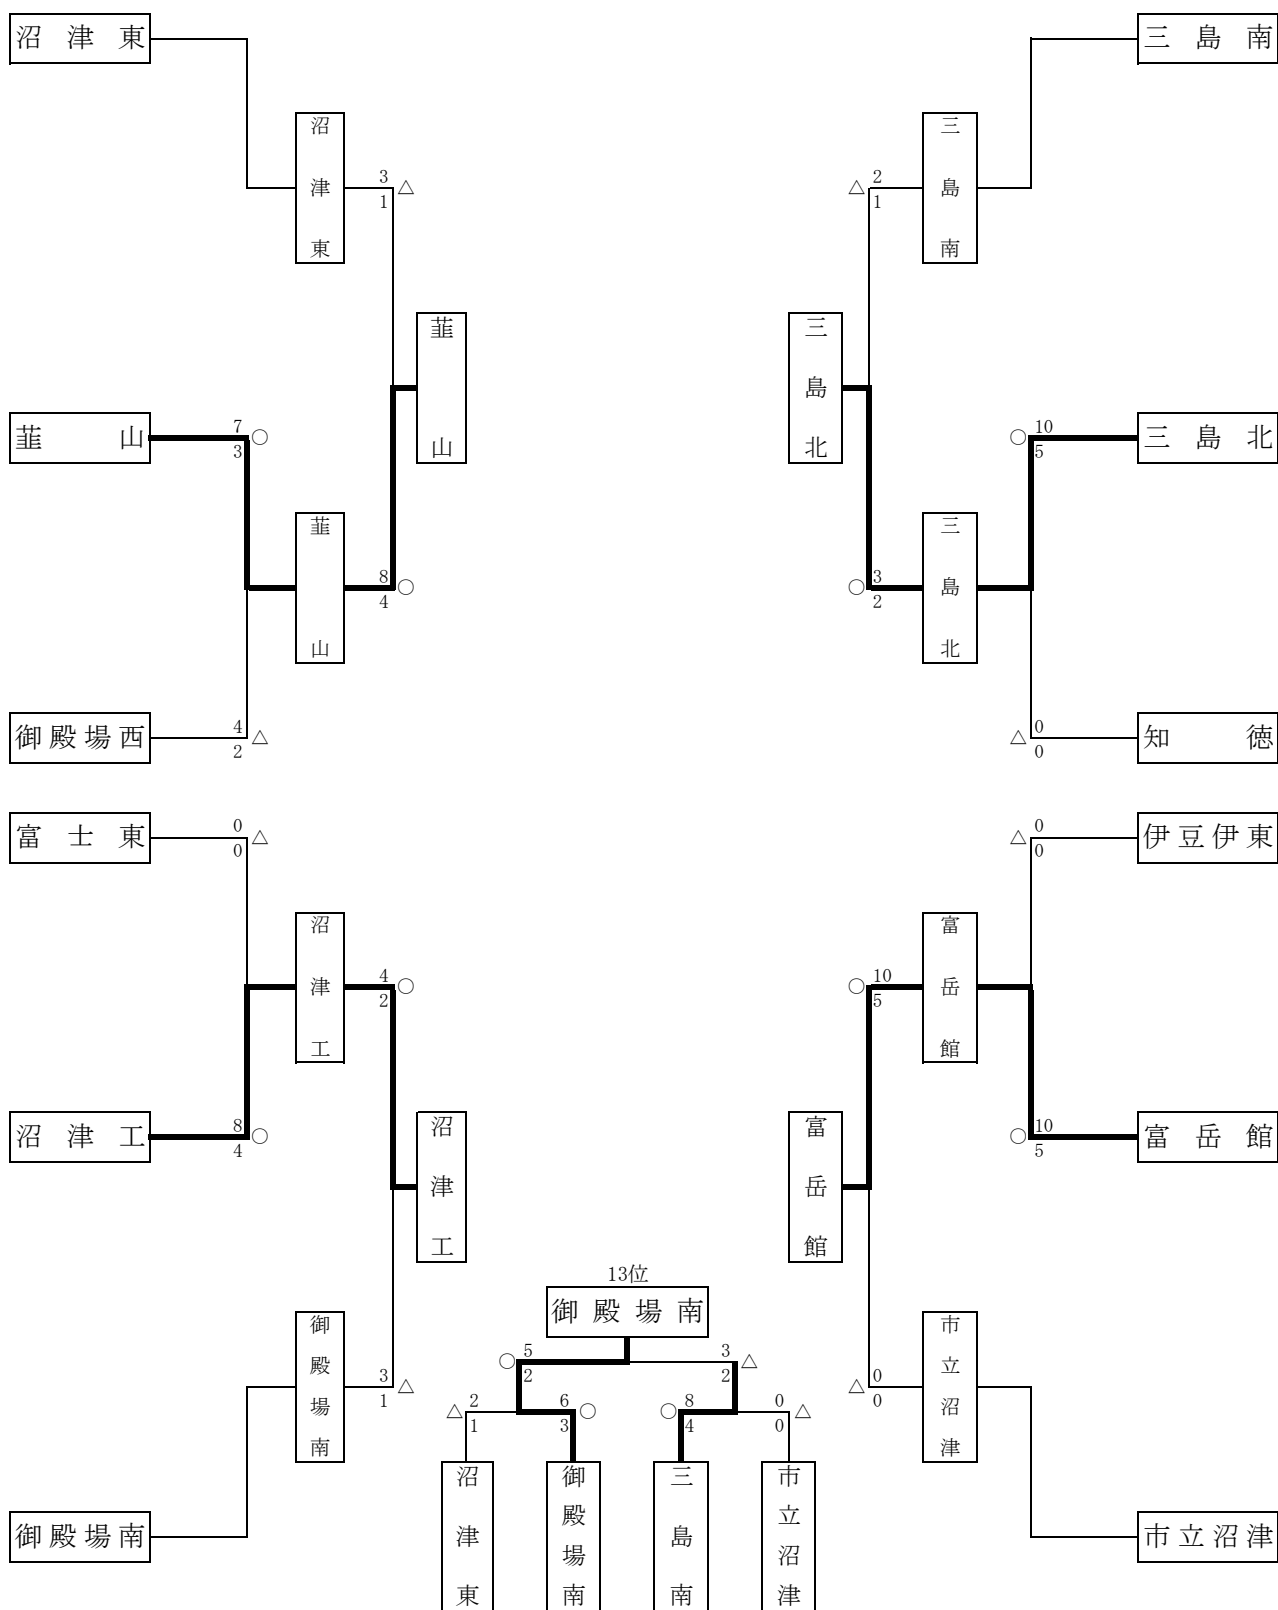 沼津東
三島南
沼津東
三島南
3
1
△
△
2
1
韮山
三島北
韮山
7
3
○
○
10
5
三島北
韮山
三島北
8
4
○
○
3
2
御殿場西
4
2
△
△
0
0
知徳
富士東
0
0
△
△
0
0
伊豆伊東
沼津工
富岳館
4
2
○
○
10
5
沼津工
8
4
○
○
10
5
富岳館
沼津工
富岳館
13位
御殿場南
御殿場南
市立沼津
○
5
2
3
2
△
3
1
△
△
0
0
△
2
1
6
3
○
○
8
4
0
0
△
沼津東
御殿場南
三島南
市立沼津
御殿場南
市立沼津